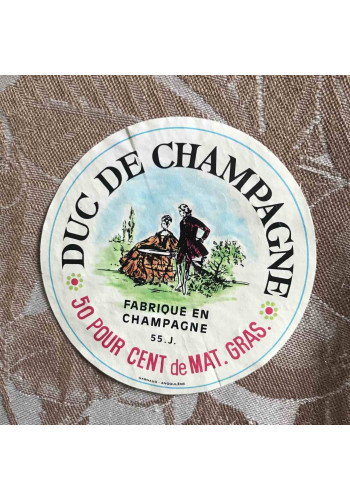 DUC DE CHAMPAGNE
FABRIQUE EN
CHAMPAGNE
55.J.
50 POUR CENT de MAT. GRAS.